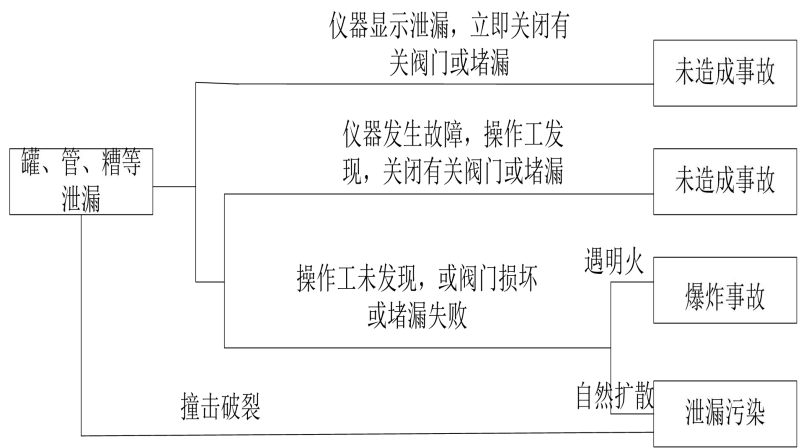 仪器显示泄漏，立即关闭有
关阀门或堵漏
未造成事故
仪器发生故障，操作工发
现，关闭有关阀门或堵漏
未造成事故
罐、管、糟等
泄漏
操作工未发现，或阀门损坏
或堵漏失败
遇明火
爆炸事故
自然扩散
泄漏污染
撞击破裂